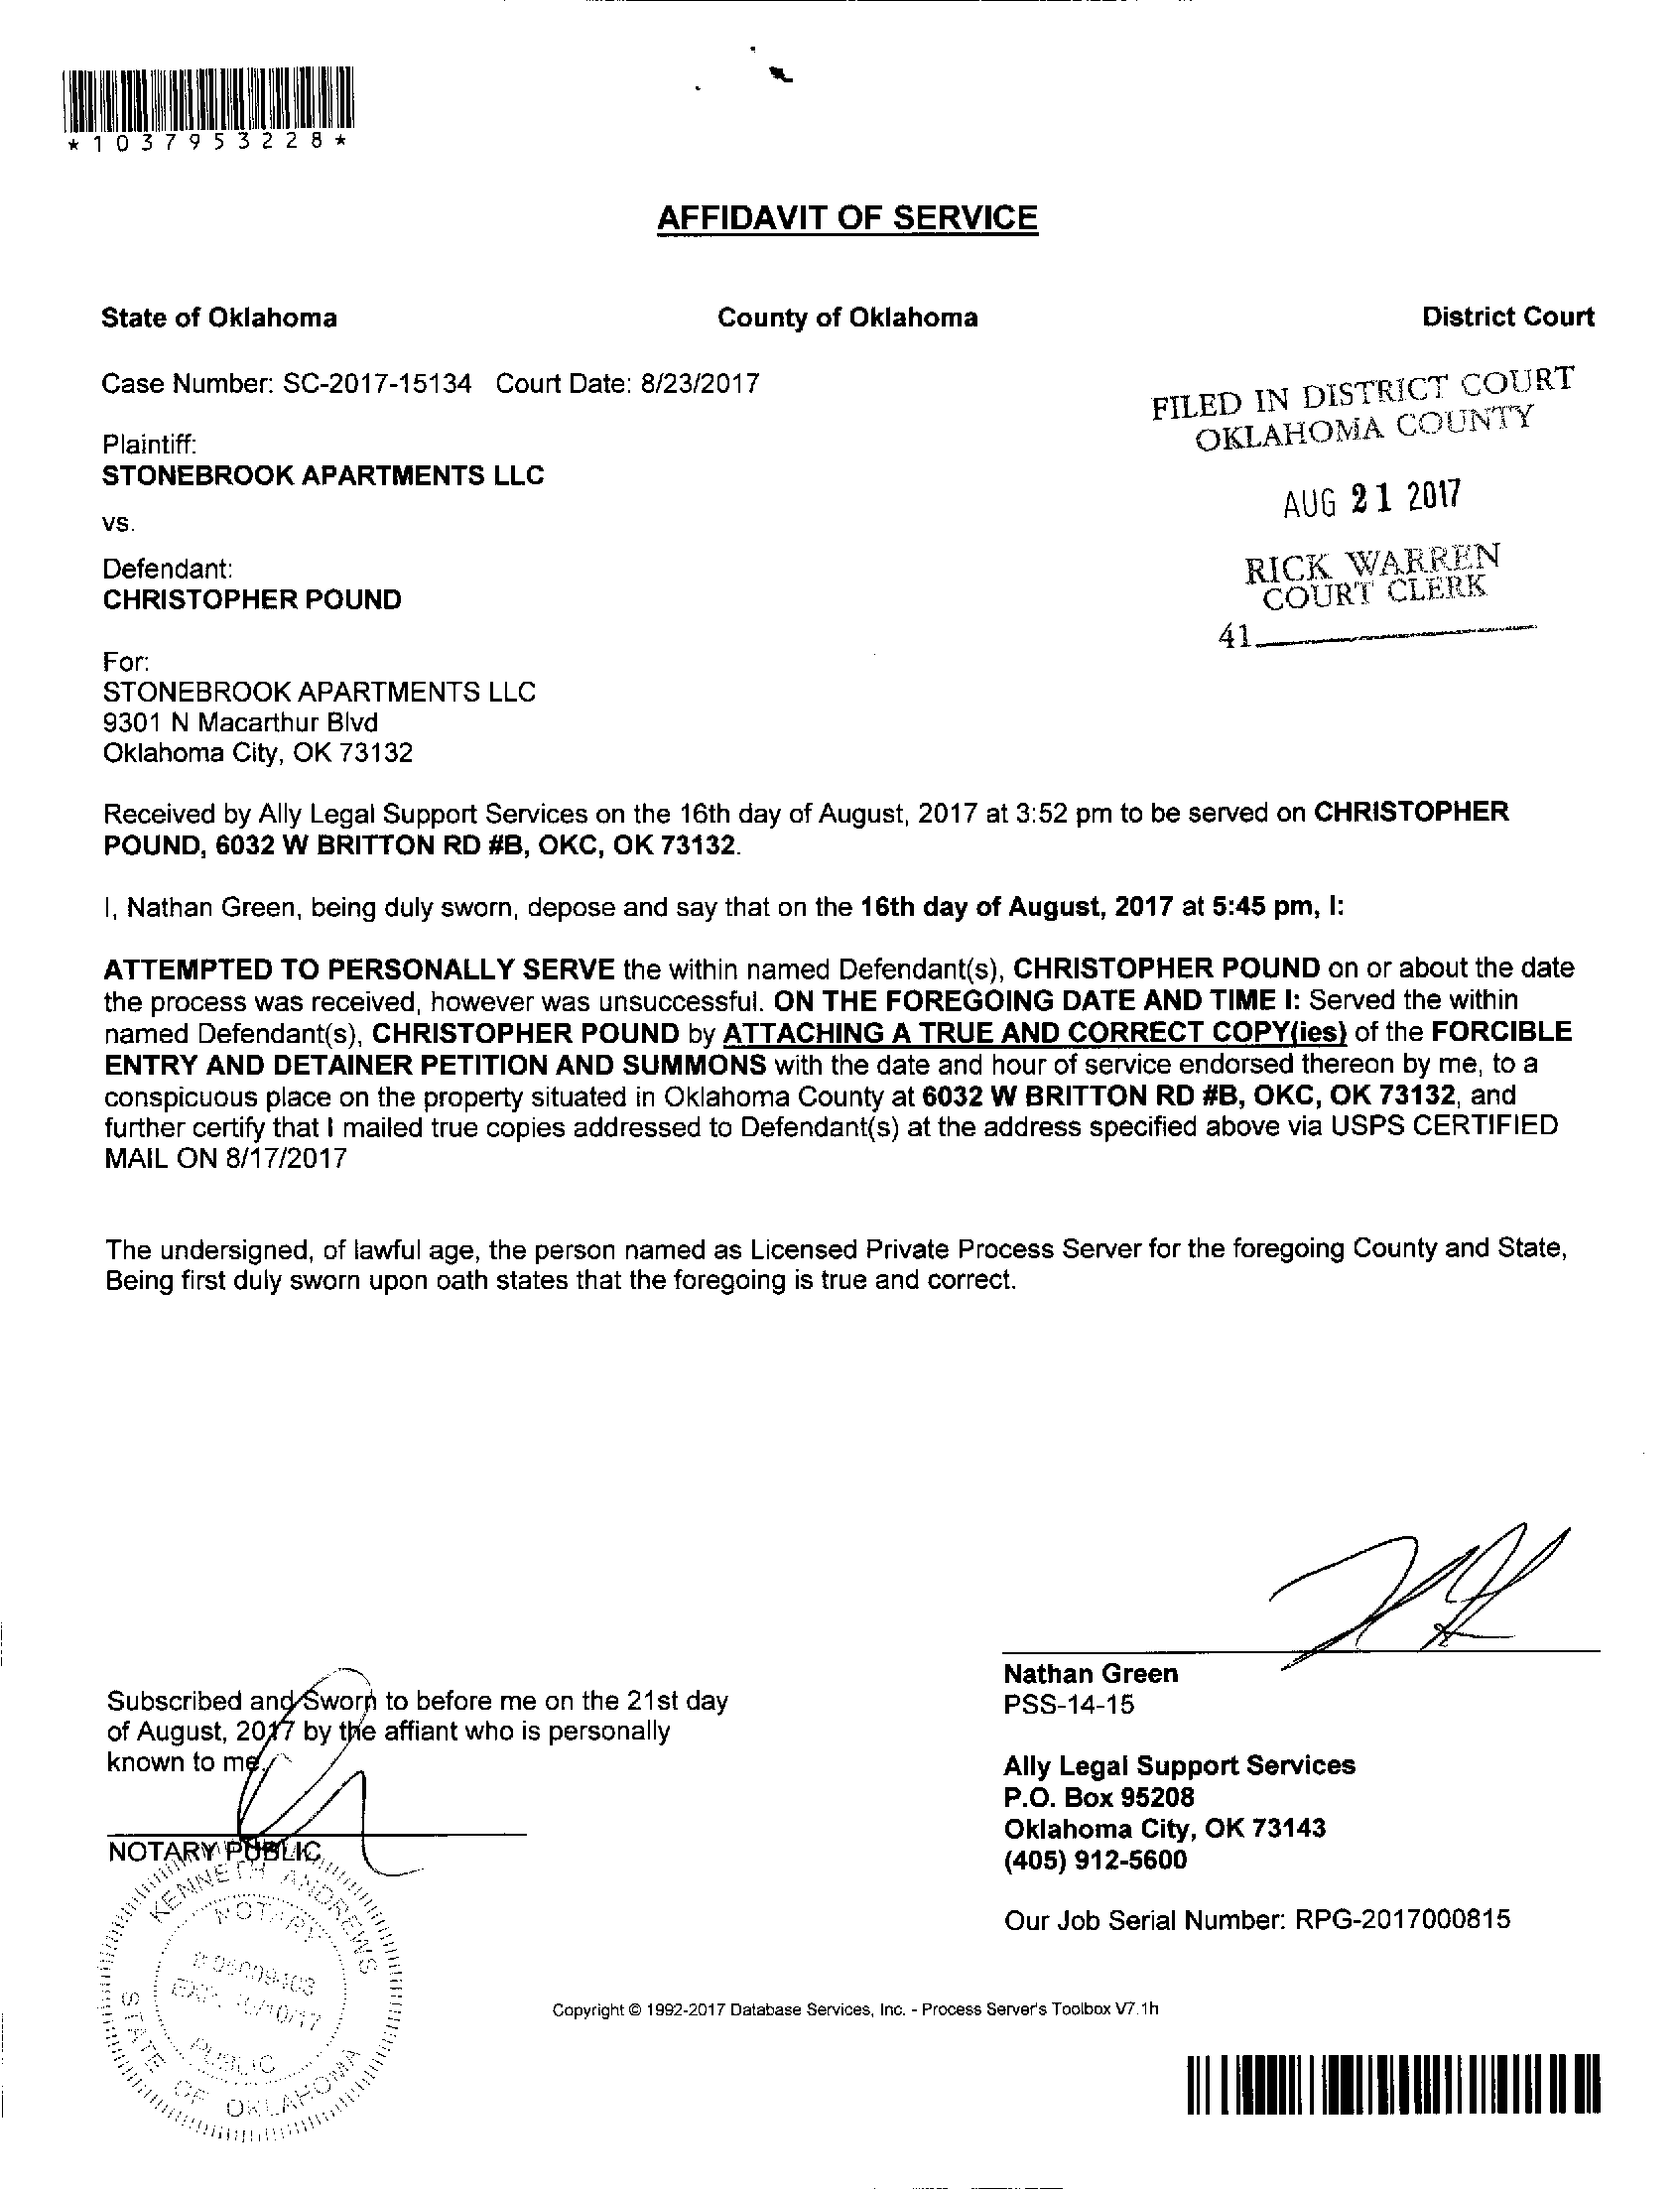 *1037953228*
AFFIDAVIT OF SERVICE
State of Oklahoma County of Oklahoma District Court
Case Number: SC-2017-15134 Court Date: 8/23/2017
FILED IN DISTRICT COURT
OKLAHOMA COUNTY
Plaintiff:
STONEBROOK APARTMENTS LLC
AUG 21 2017
vs.
Defendant:
CHRISTOPHER POUND
RICK WARREN
COURT CLERK
41
For:
STONEBROOK APARTMENTS LLC
9301 N Macarthur Blvd
Oklahoma City, OK 73132
Received by Ally Legal Support Services on the 16th day of August, 2017 at 3:52 pm to be served on CHRISTOPHER
POUND, 6032 W BRITTON RD #B, OKC, OK 73132.
I, Nathan Green, being duly sworn, depose and say that on the 16th day of August, 2017 at 5:45 pm, I:
ATTEMPTED TO PERSONALLY SERVE the within named Defendant(s), CHRISTOPHER POUND on or about the date
the process was received, however was unsuccessful. ON THE FOREGOING DATE AND TIME I: Served the within
named Defendant(s), CHRISTOPHER POUND by ATTACHING A TRUE AND CORRECT COPY(ies) of the FORCIBLE
ENTRY AND DETAINER PETITION AND SUMMONS with the date and hour of service endorsed thereon by me, to a
conspicuous place on the property situated in Oklahoma County at 6032 W BRITTON RD #B, OKC, OK 73132, and
further certify that I mailed true copies addressed to Defendant(s) at the address specified above via USPS CERTIFIED
MAIL ON 8/17/2017
The undersigned, of lawful age, the person named as Licensed Private Process Server for the foregoing County and State,
Being first duly sworn upon oath states that the foregoing is true and correct.
Subscribed and Sworn to before me on the 21st day
of August, 2017 by the affiant who is personally
known to me.
NOTARY PUBLIC
KENNETH ANDREWS
NOTARY
EXP.
PUBLIC
STATE OF OKLAHOMA
Nathan Green
PSS-14-15
Ally Legal Support Services
P.O. Box 95208
Oklahoma City, OK 73143
(405) 912-5600
Our Job Serial Number: RPG-2017000815
Copyright © 1992-2017 Database Services, Inc. - Process Server's Toolbox V7.1h